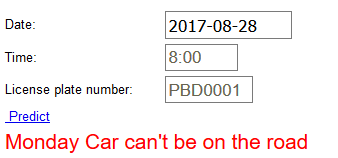 Date: 2017-08-28
Time: 8:00
License plate number: PBD0001
Predict
Monday Car can't be on the road